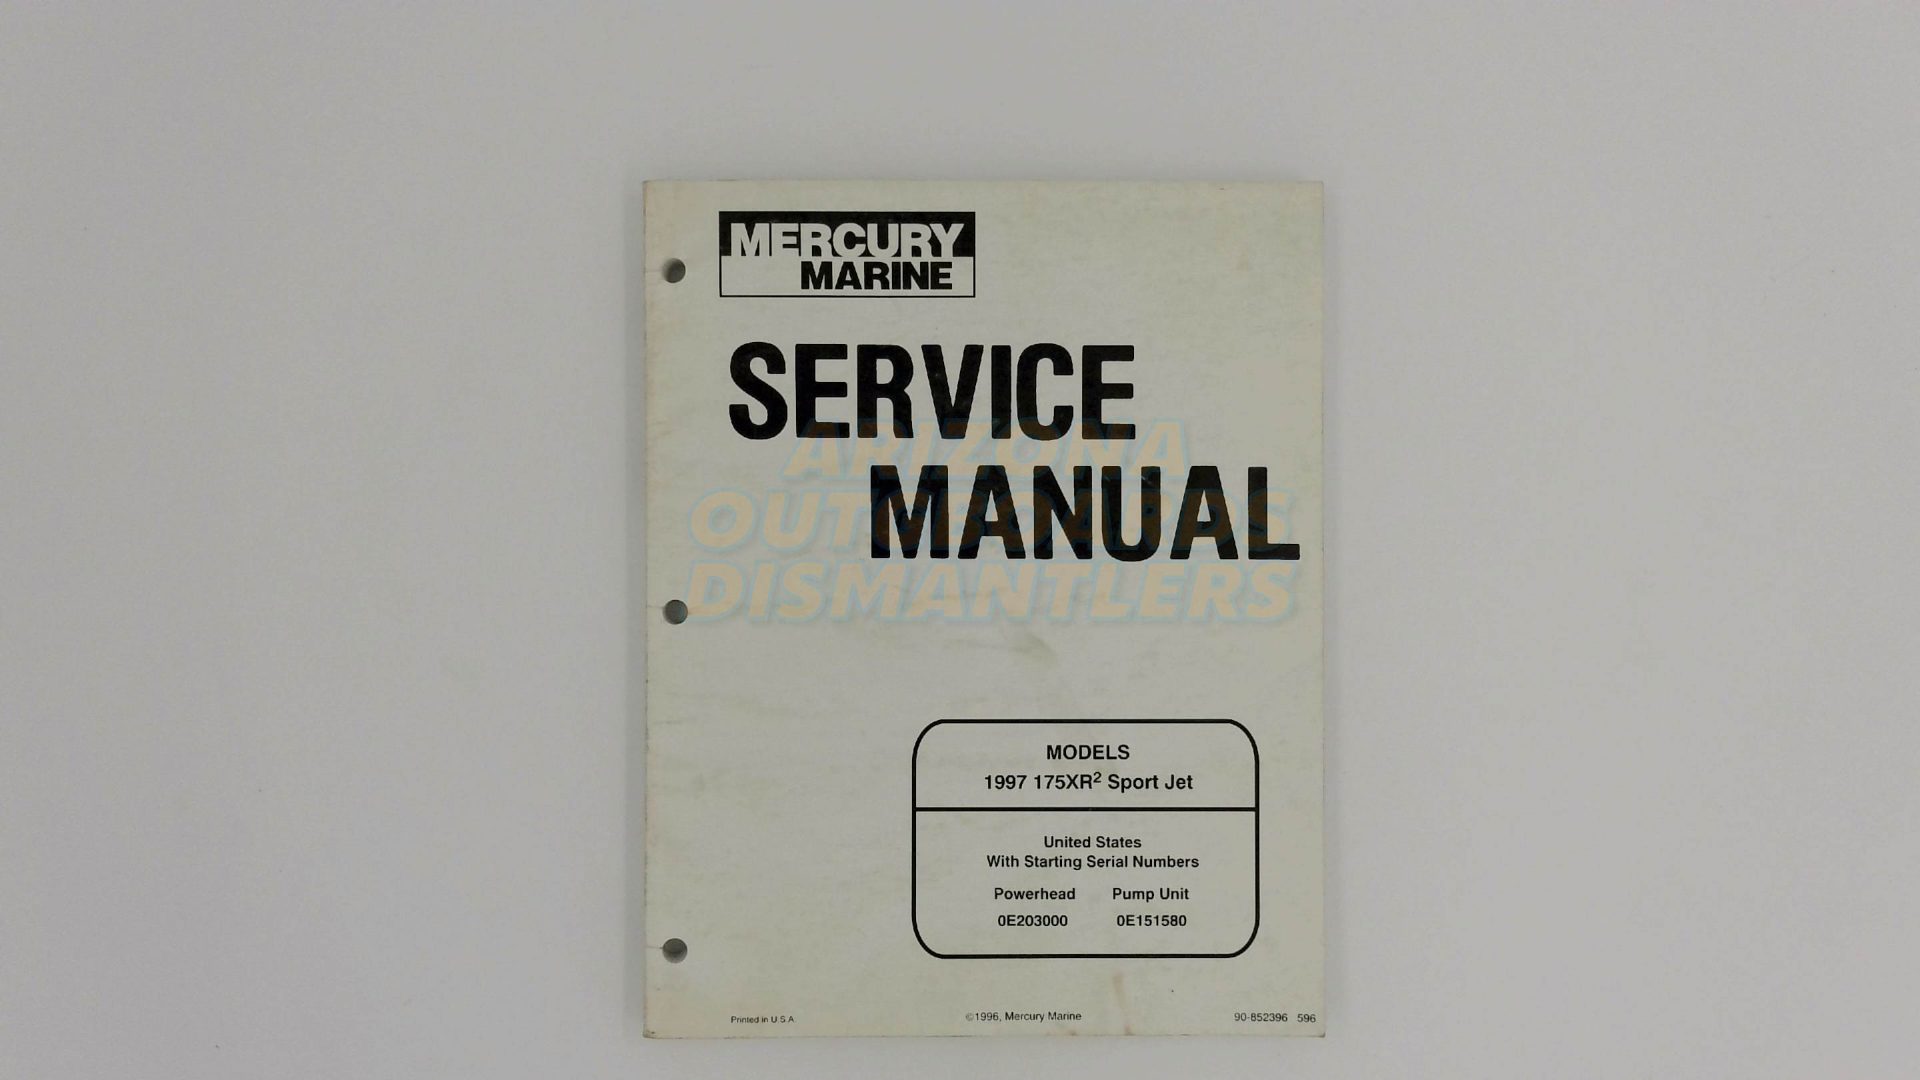 MERCURY
MARINE
SERVICE
MANUAL
ARIZONA
OUTBOARDS
DISMANTLERS
MODELS
1997 175XR² Sport Jet
United States
With Starting Serial Numbers
Powerhead Pump Unit
0E203000 0E151580
Printed in U.S.A. ©1996, Mercury Marine 90-852396 596